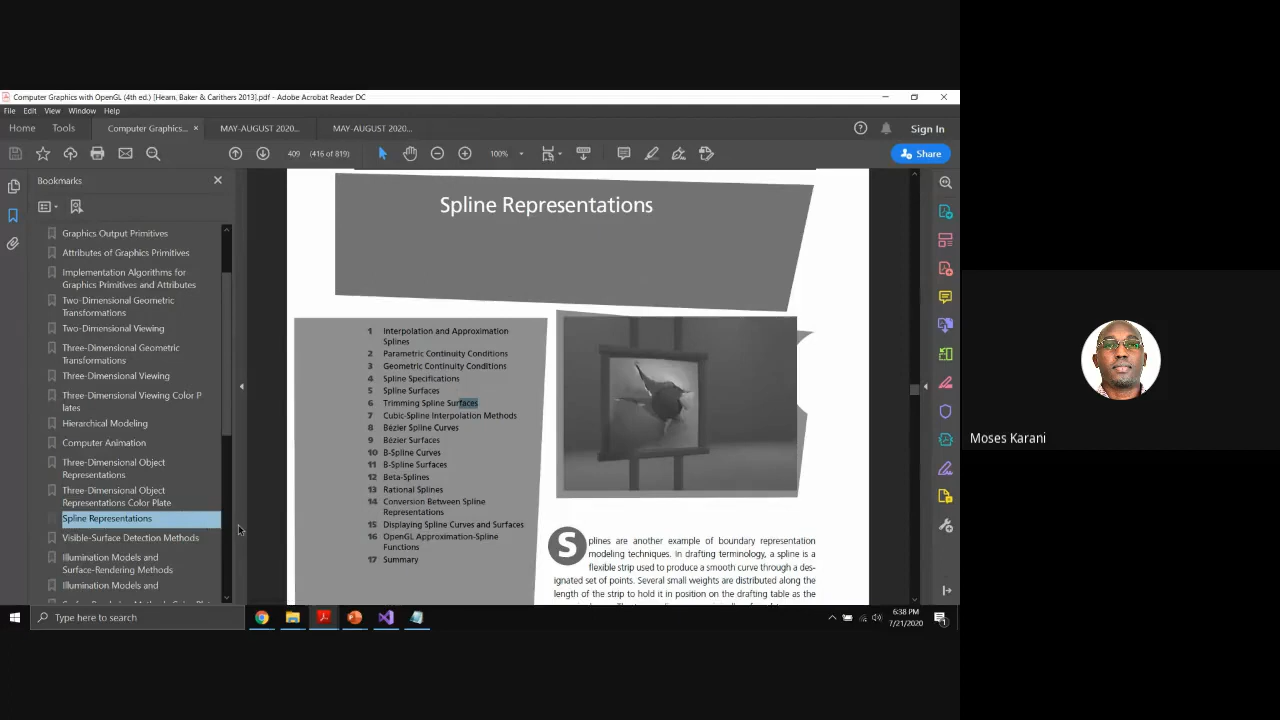 Computer Graphics with OpenGL (4th ed.) [Hearn, Baker & Carithers 2013].pdf - Adobe Acrobat Reader DC
File Edit View Window Help
Home Tools Computer Graphics... × MAY-AUGUST 2020... MAY-AUGUST 2020... Sign In
409 (416 of 819) 100% Share
Bookmarks
Graphics Output Primitives
Attributes of Graphics Primitives
Implementation Algorithms for
Graphics Primitives and Attributes
Two-Dimensional Geometric
Transformations
Two-Dimensional Viewing
Three-Dimensional Geometric
Transformations
Three-Dimensional Viewing
Three-Dimensional Viewing Color P
lates
Hierarchical Modeling
Computer Animation
Three-Dimensional Object
Representations
Three-Dimensional Object
Representations Color Plate
Spline Representations
Visible-Surface Detection Methods
Illumination Models and
Surface-Rendering Methods
Illumination Models and
Spline Representations
1 Interpolation and Approximation
Splines
2 Parametric Continuity Conditions
3 Geometric Continuity Conditions
4 Spline Specifications
5 Spline Surfaces
6 Trimming Spline Surfaces
7 Cubic-Spline Interpolation Methods
8 Bézier Spline Curves
9 Bézier Surfaces
10 B-Spline Curves
11 B-Spline Surfaces
12 Beta-Splines
13 Rational Splines
14 Conversion Between Spline
Representations
15 Displaying Spline Curves and Surfaces
16 OpenGL Approximation-Spline
Functions
17 Summary
Splines are another example of boundary representation
modeling techniques. In drafting terminology, a spline is a
flexible strip used to produce a smooth curve through a des-
ignated set of points. Several small weights are distributed along the
length of the strip to hold it in position on the drafting table as the
Type here to search
6:38 PM
7/21/2020
Moses Karani